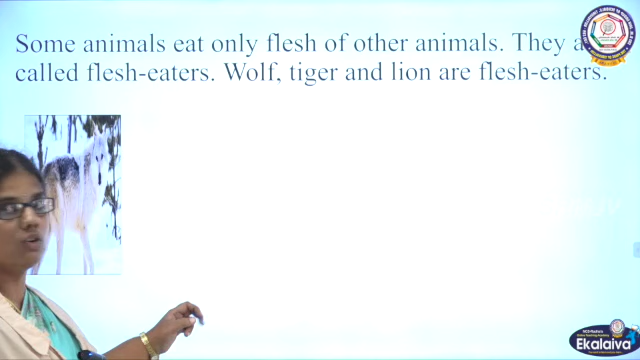 Some animals eat only flesh of other animals. They a
called flesh-eaters. Wolf, tiger and lion are flesh-eaters.
Ekalaiva